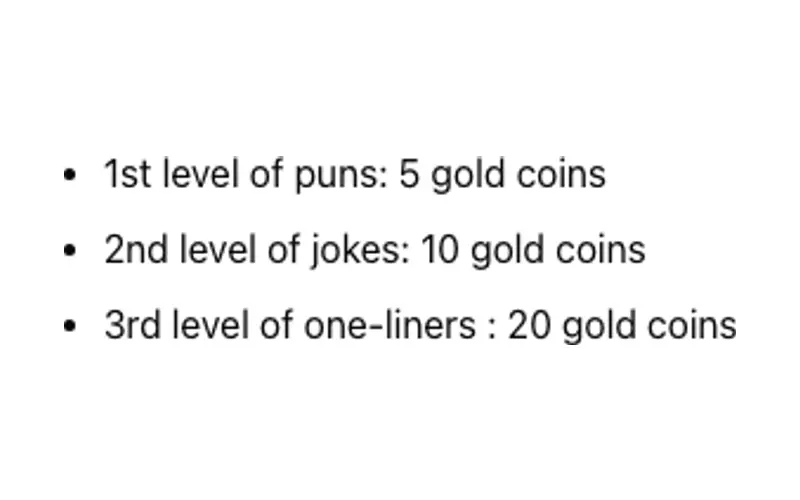 • 1st level of puns: 5 gold coins
• 2nd level of jokes: 10 gold coins
• 3rd level of one-liners : 20 gold coins